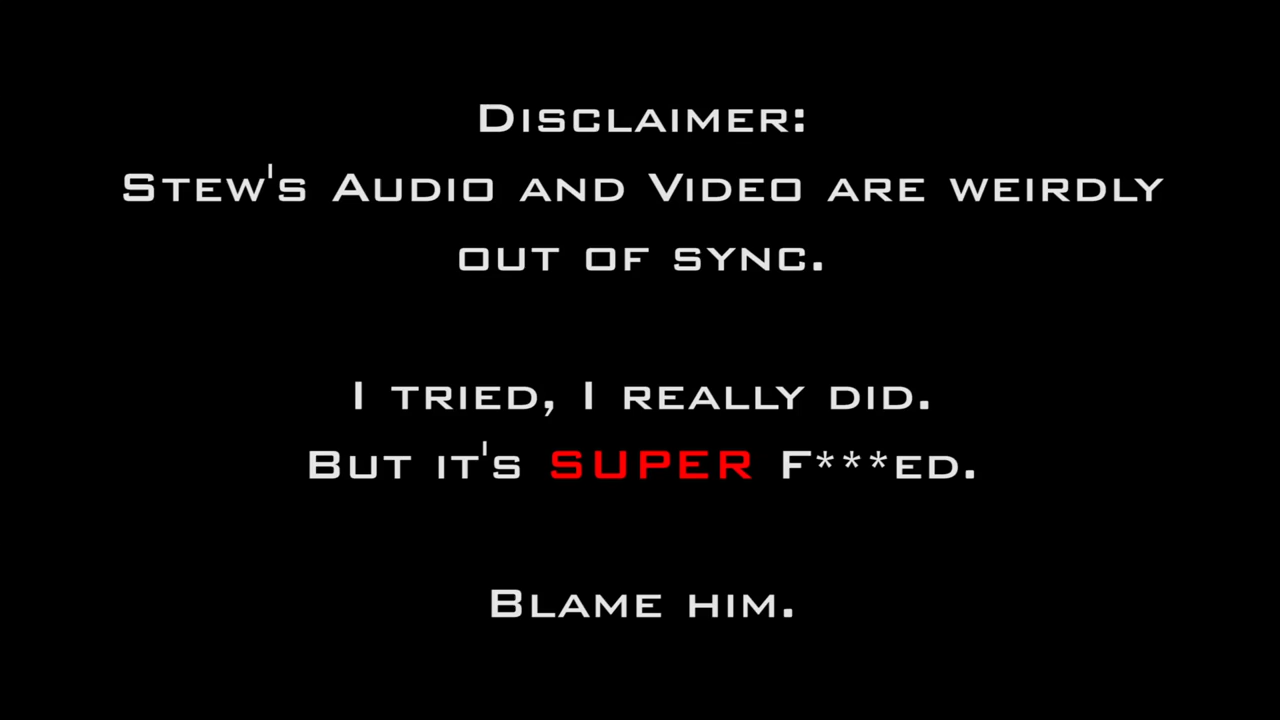 Disclaimer:
Stew's Audio and Video are weirdly
out of sync.
I tried, I really did.
But it's SUPER F***ed.
Blame him.